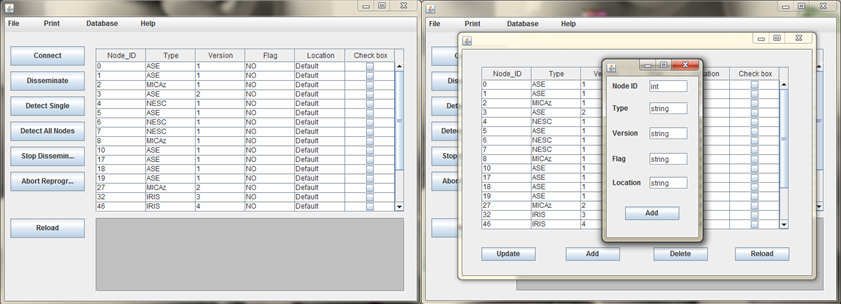 File Print Database Help
Connect
Disseminate
Detect Single
Detect All Nodes
Stop Dissemin...
Abort Reprogr...
Reload
Node_ID Type Version Flag Location Check box
0 ASE 1 NO Default
1 ASE 1 NO Default
2 MICAz 1 NO Default
3 ASE 2 NO Default
4 NESC 1 NO Default
5 ASE 1 NO Default
6 NESC 1 NO Default
7 NESC 1 NO Default
8 MICAz 1 NO Default
10 ASE 1 NO Default
17 ASE 1 NO Default
18 ASE 1 NO Default
19 ASE 1 NO Default
27 MICAz 2 NO Default
32 IRIS 3 NO Default
46 IRIS 4 NO Default
File Print Database Help
Node_ID Type Ve ation Check box
0 ASE 1
1 ASE 1
2 MICAz 1
3 ASE 2
4 NESC 1
5 ASE 1
6 NESC 1
7 NESC 1
8 MICAz 1
10 ASE 1
17 ASE 1
18 ASE 1
19 ASE 1
27 MICAz 2
32 IRIS 3
46 IRIS 4
Update Add Delete Reload
Node ID int
Type string
Version string
Flag string
Location string
Add